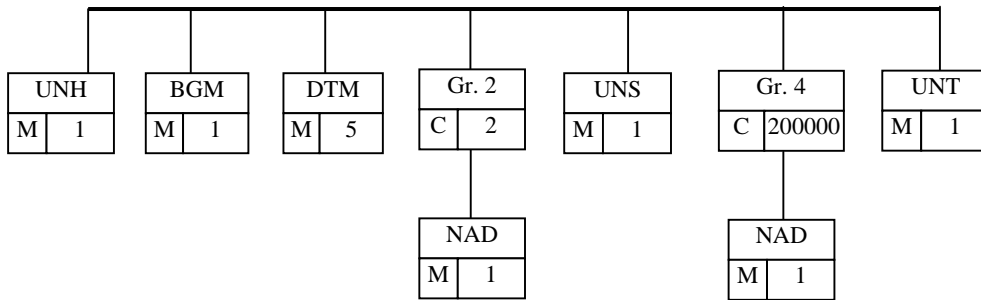 UNH BGM DTM Gr. 2 UNS Gr. 4 UNT
M 1 M 1 M 5 C 2 M 1 C 200000 M 1
NAD NAD
M 1 M 1